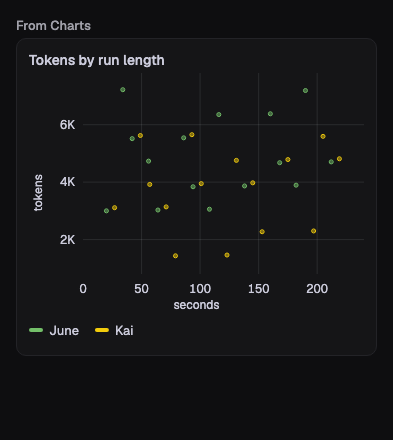 From Charts
Tokens by run length
6K
4K
2K
tokens
0 50 100 150 200
seconds
June Kai